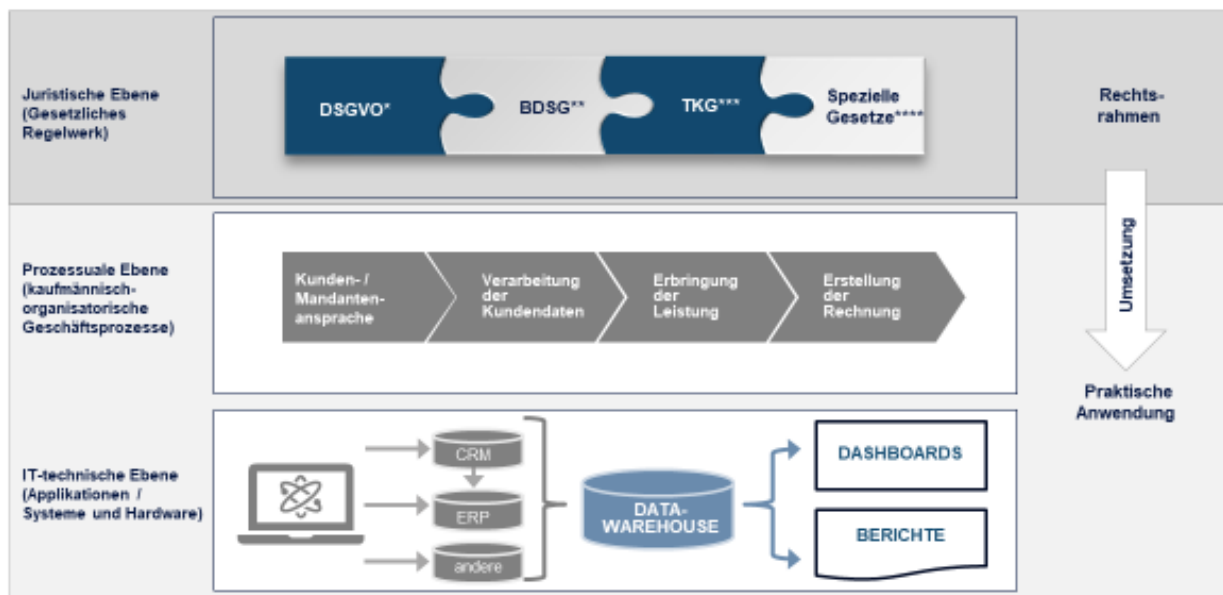 Juristische Ebene
(Gesetzliches
Regelwerk)
DSGVO*
BDSG**
TKG***
Spezielle
Gesetze****
Rechts-
rahmen
Umsetzung
Prozessuale Ebene
(kaufmännisch-
organisatorische
Geschäftsprozesse)
Kunden- /
Mandanten-
ansprache
Verarbeitung
der
Kundendaten
Erbringung
der
Leistung
Erstellung
der
Rechnung
Praktische
Anwendung
IT-technische Ebene
(Applikationen /
Systeme und Hardware)
CRM
ERP
andere
DATA-
WAREHOUSE
DASHBOARDS
BERICHTE